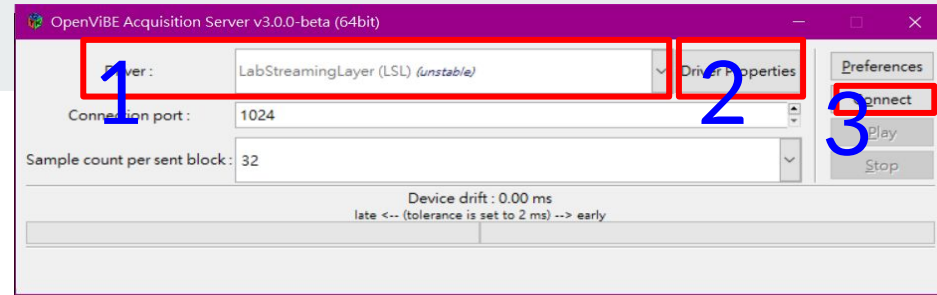 OpenViBE Acquisition Server v3.0.0-beta (64bit)
Driver : LabStreamingLayer (LSL) (unstable) Driver Properties Preferences
1 2 3
Connection port : 1024 Connect
Play
Sample count per sent block : 32 Stop
Device drift : 0.00 ms
late <-- (tolerance is set to 2 ms) --> early